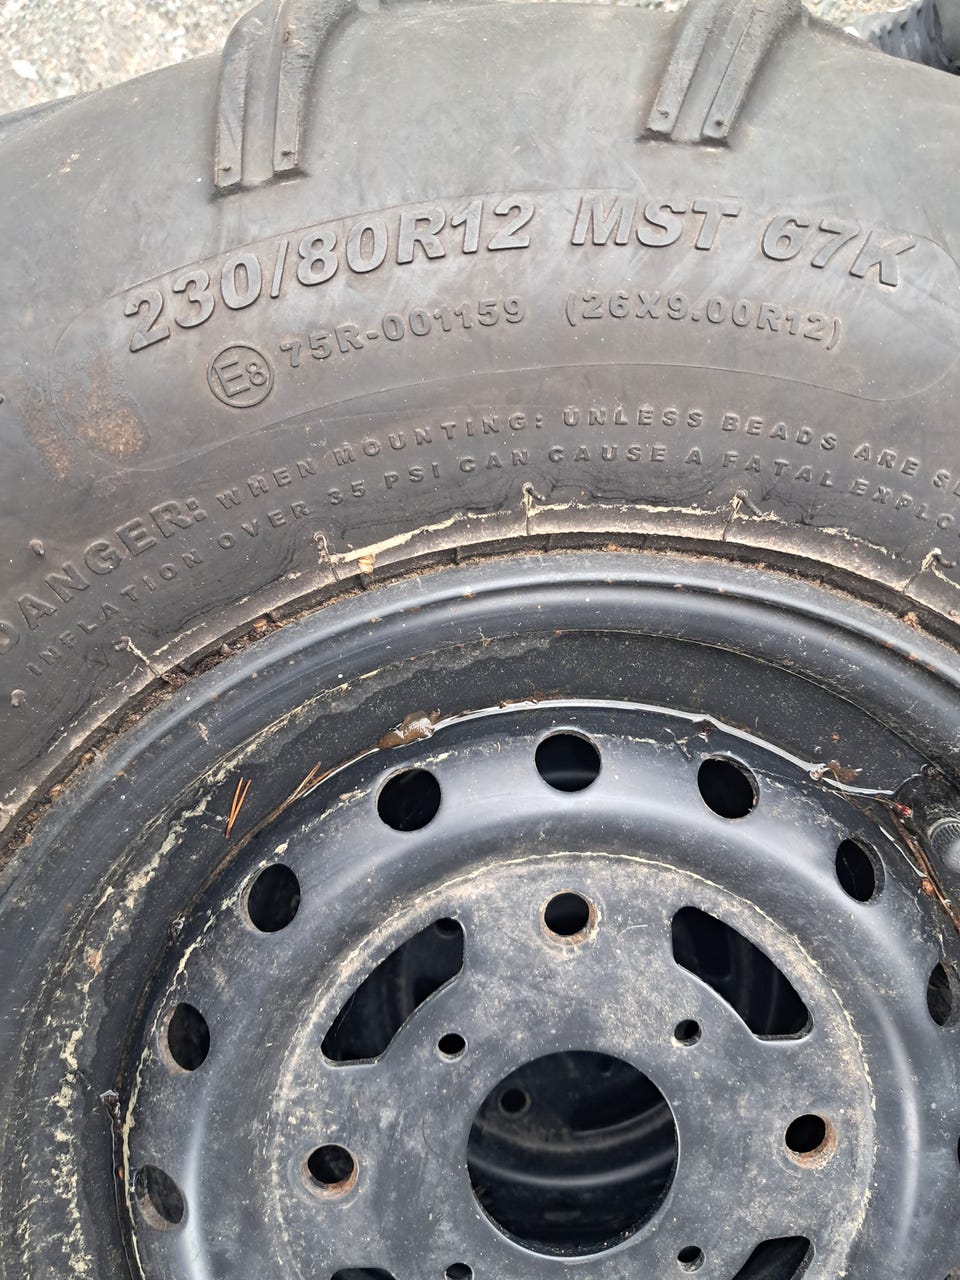 230/80R12 MST 67K
E8 75R-001159 (26X9.00R12)
DANGER: WHEN MOUNTING: UNLESS BEADS ARE
INFLATION OVER 35 PSI CAN CAUSE A FATAL